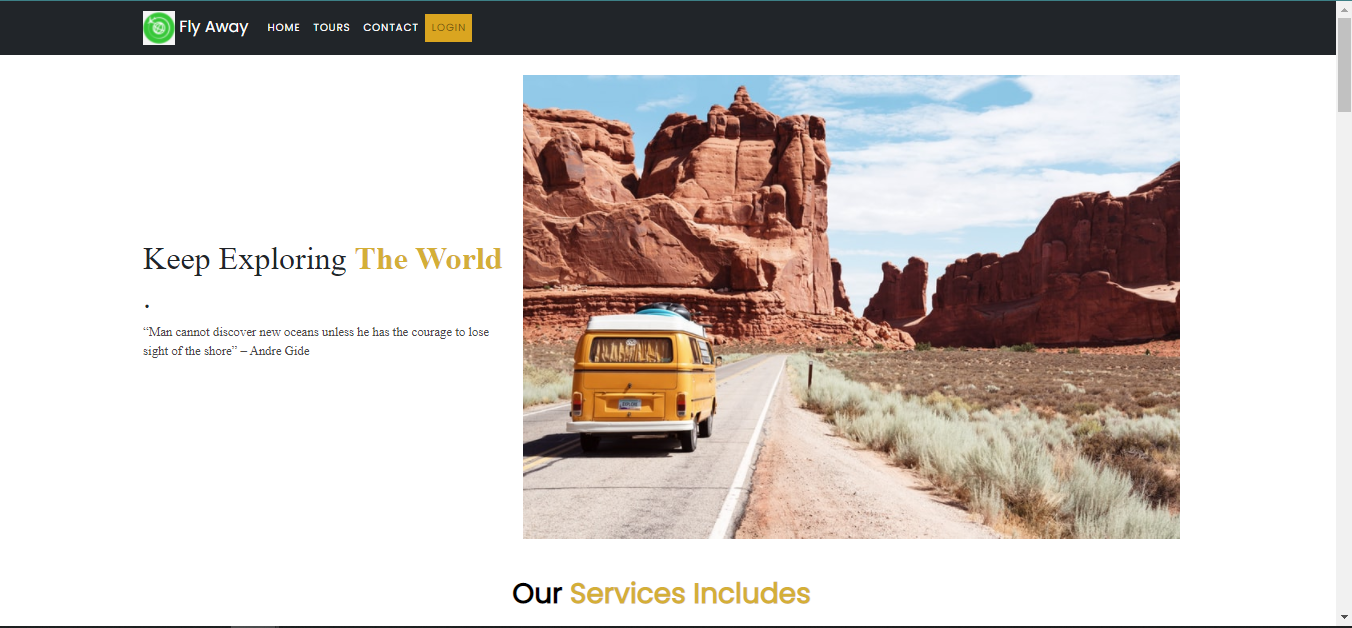 Fly Away HOME TOURS CONTACT LOGIN
Keep Exploring The World
.
“Man cannot discover new oceans unless he has the courage to lose
sight of the shore” – Andre Gide
Our Services Includes